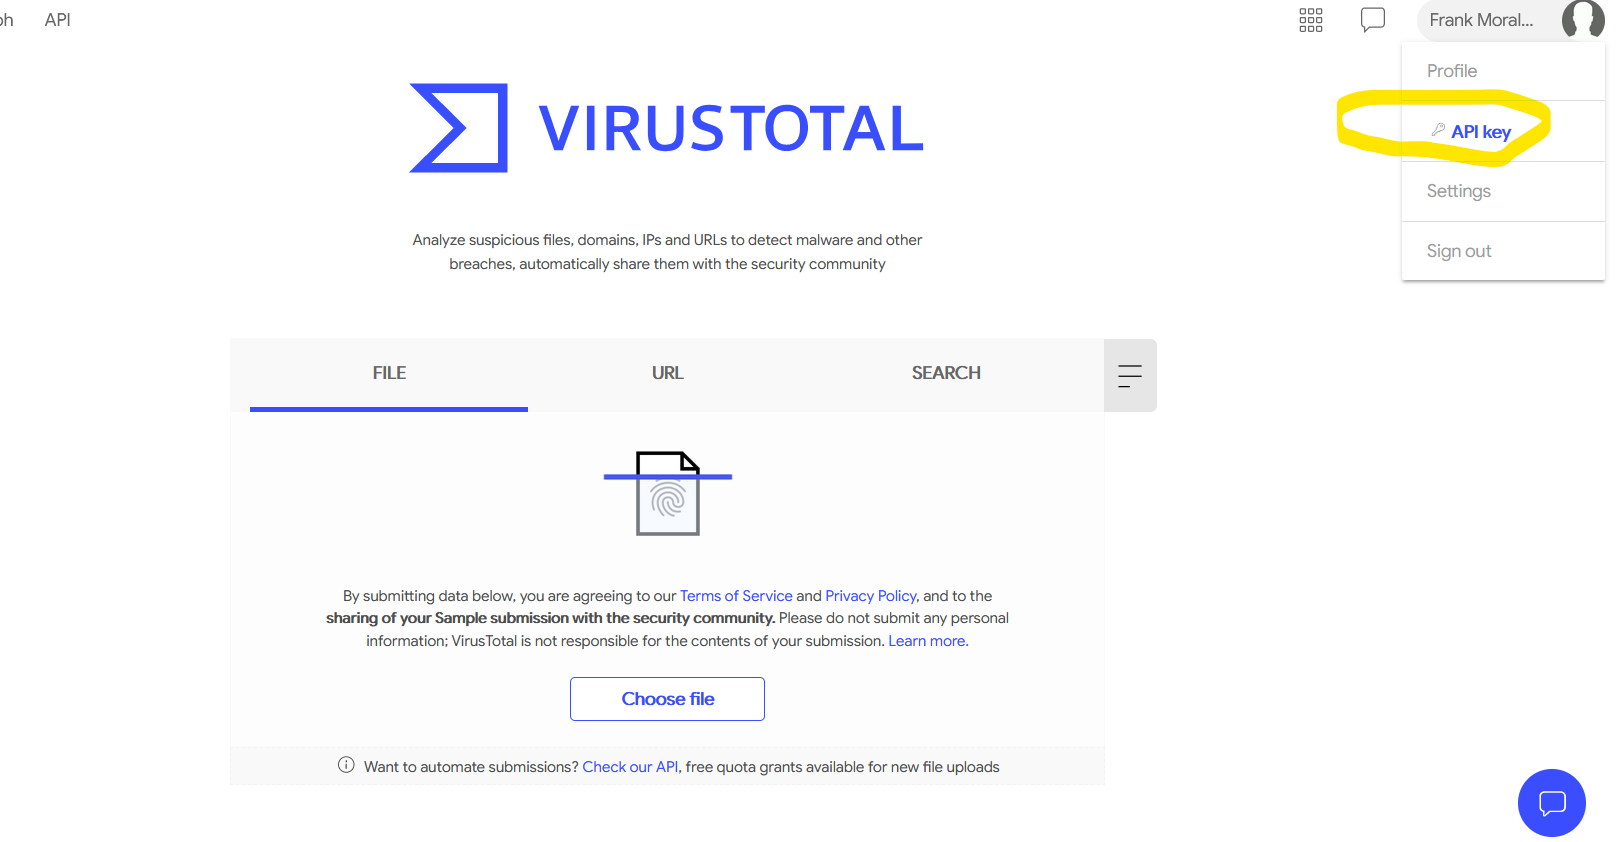 ph API Frank Moral...
Profile
API key
Settings
Sign out
VIRUSTOTAL
Analyze suspicious files, domains, IPs and URLs to detect malware and other
breaches, automatically share them with the security community
FILE URL SEARCH
By submitting data below, you are agreeing to our Terms of Service and Privacy Policy, and to the
sharing of your Sample submission with the security community. Please do not submit any personal
information; VirusTotal is not responsible for the contents of your submission. Learn more.
Choose file
Want to automate submissions? Check our API, free quota grants available for new file uploads